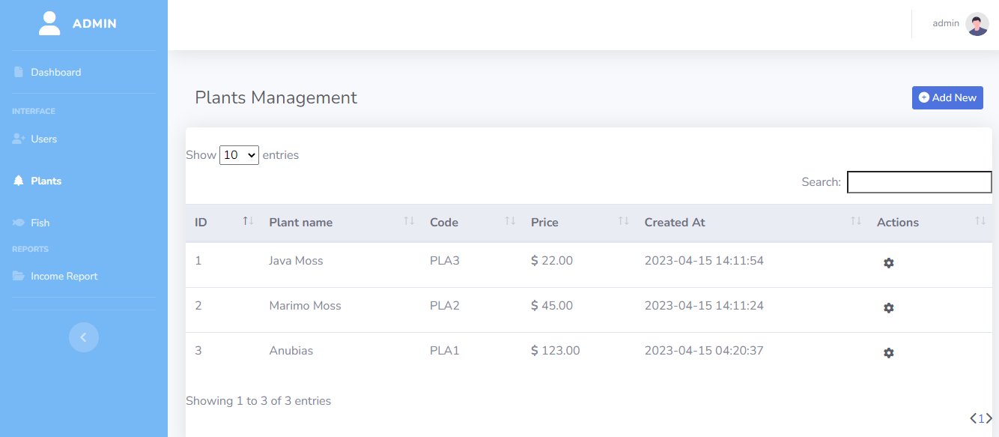 ADMIN
admin
Dashboard
INTERFACE
Users
Plants
Fish
REPORTS
Income Report
Plants Management
Add New
Show 10 entries
Search:
ID Plant name Code Price Created At Actions
1 Java Moss PLA3 $ 22.00 2023-04-15 14:11:54
2 Marimo Moss PLA2 $ 45.00 2023-04-15 14:11:24
3 Anubias PLA1 $ 123.00 2023-04-15 04:20:37
Showing 1 to 3 of 3 entries
1